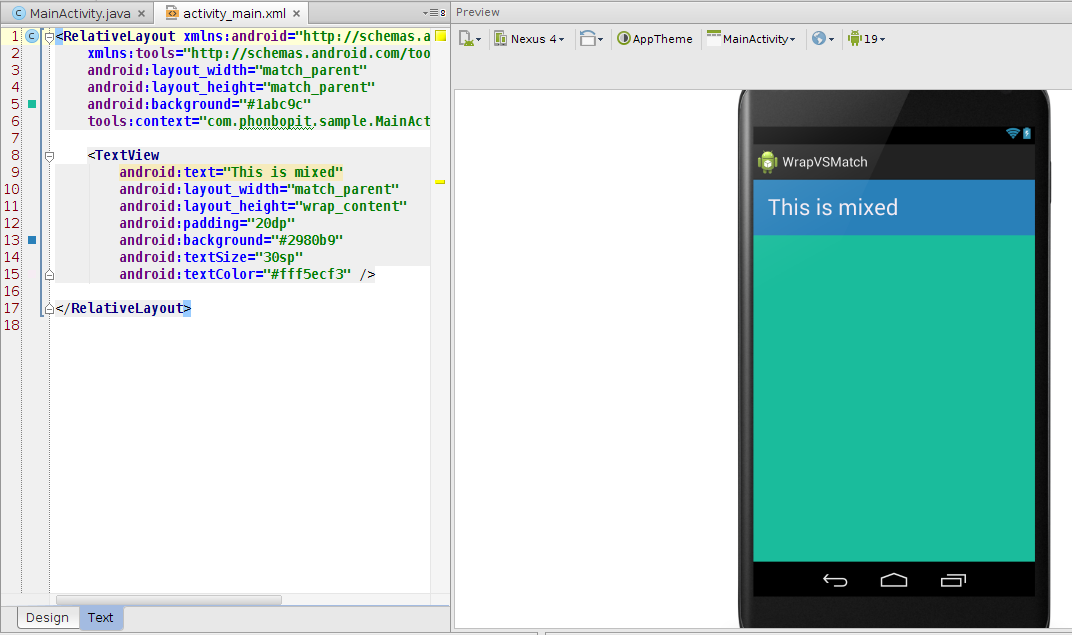 MainActivity.java
activity_main.xml
8
Preview
Nexus 4
AppTheme
MainActivity
19
1 C <RelativeLayout xmlns:android="http://schemas.a
2 xmlns:tools="http://schemas.android.com/too
3 android:layout_width="match_parent"
4 android:layout_height="match_parent"
5 android:background="#1abc9c"
6 tools:context="com.phonbopit.sample.MainAct
7
8 <TextView
9 android:text="This is mixed"
10 android:layout_width="match_parent"
11 android:layout_height="wrap_content"
12 android:padding="20dp"
13 android:background="#2980b9"
14 android:textSize="30sp"
15 android:textColor="#fff5ecf3" />
16
17 </RelativeLayout>
18
WrapVSMatch
This is mixed
Design
Text